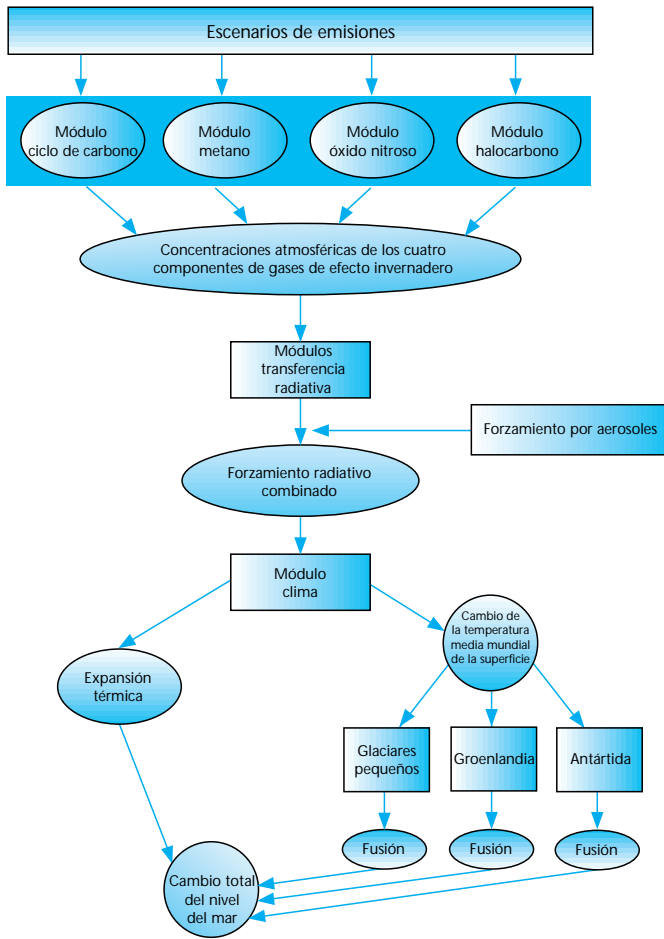 Escenarios de emisiones
Módulo
ciclo de carbono
Módulo
metano
Módulo
óxido nitroso
Módulo
halocarbono
Concentraciones atmosféricas de los cuatro
componentes de gases de efecto invernadero
Módulos
transferencia
radiativa
Forzamiento por aerosoles
Forzamiento radiativo
combinado
Módulo
clima
Cambio de
la temperatura
media mundial
de la superficie
Expansión
térmica
Glaciares
pequeños
Groenlandia
Antártida
Fusión
Fusión
Fusión
Cambio total
del nivel
del mar